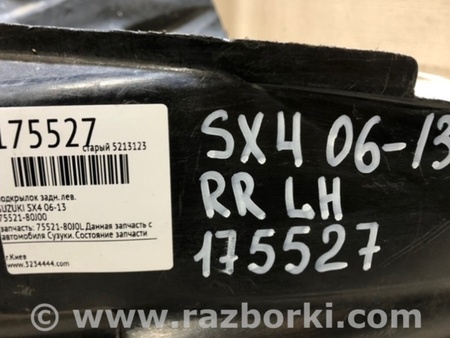 175527
старый 5213123
подкрылок задн.лев.
SUZUKI SX4 06-13
75521-80J00
запчасть: 75521-80J0L Данная запчасть с
автомобиля Сузуки. Состояние запчасти
г.Киев
www.3234444.com
SX4 06-13
RR LH
175527
www.razborki.com